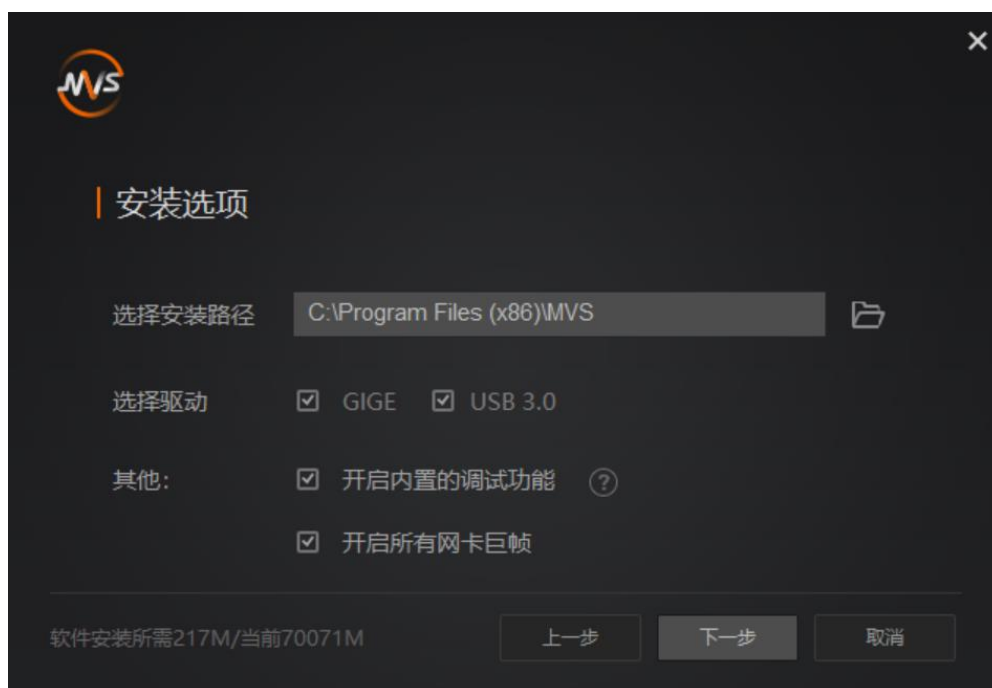 MVS
安装选项
选择安装路径 C:\Program Files (x86)\MVS
选择驱动 GIGE USB 3.0
其他: 开启内置的调试功能 ?
开启所有网卡巨帧
软件安装所需217M/当前70071M 上一步 下一步 取消